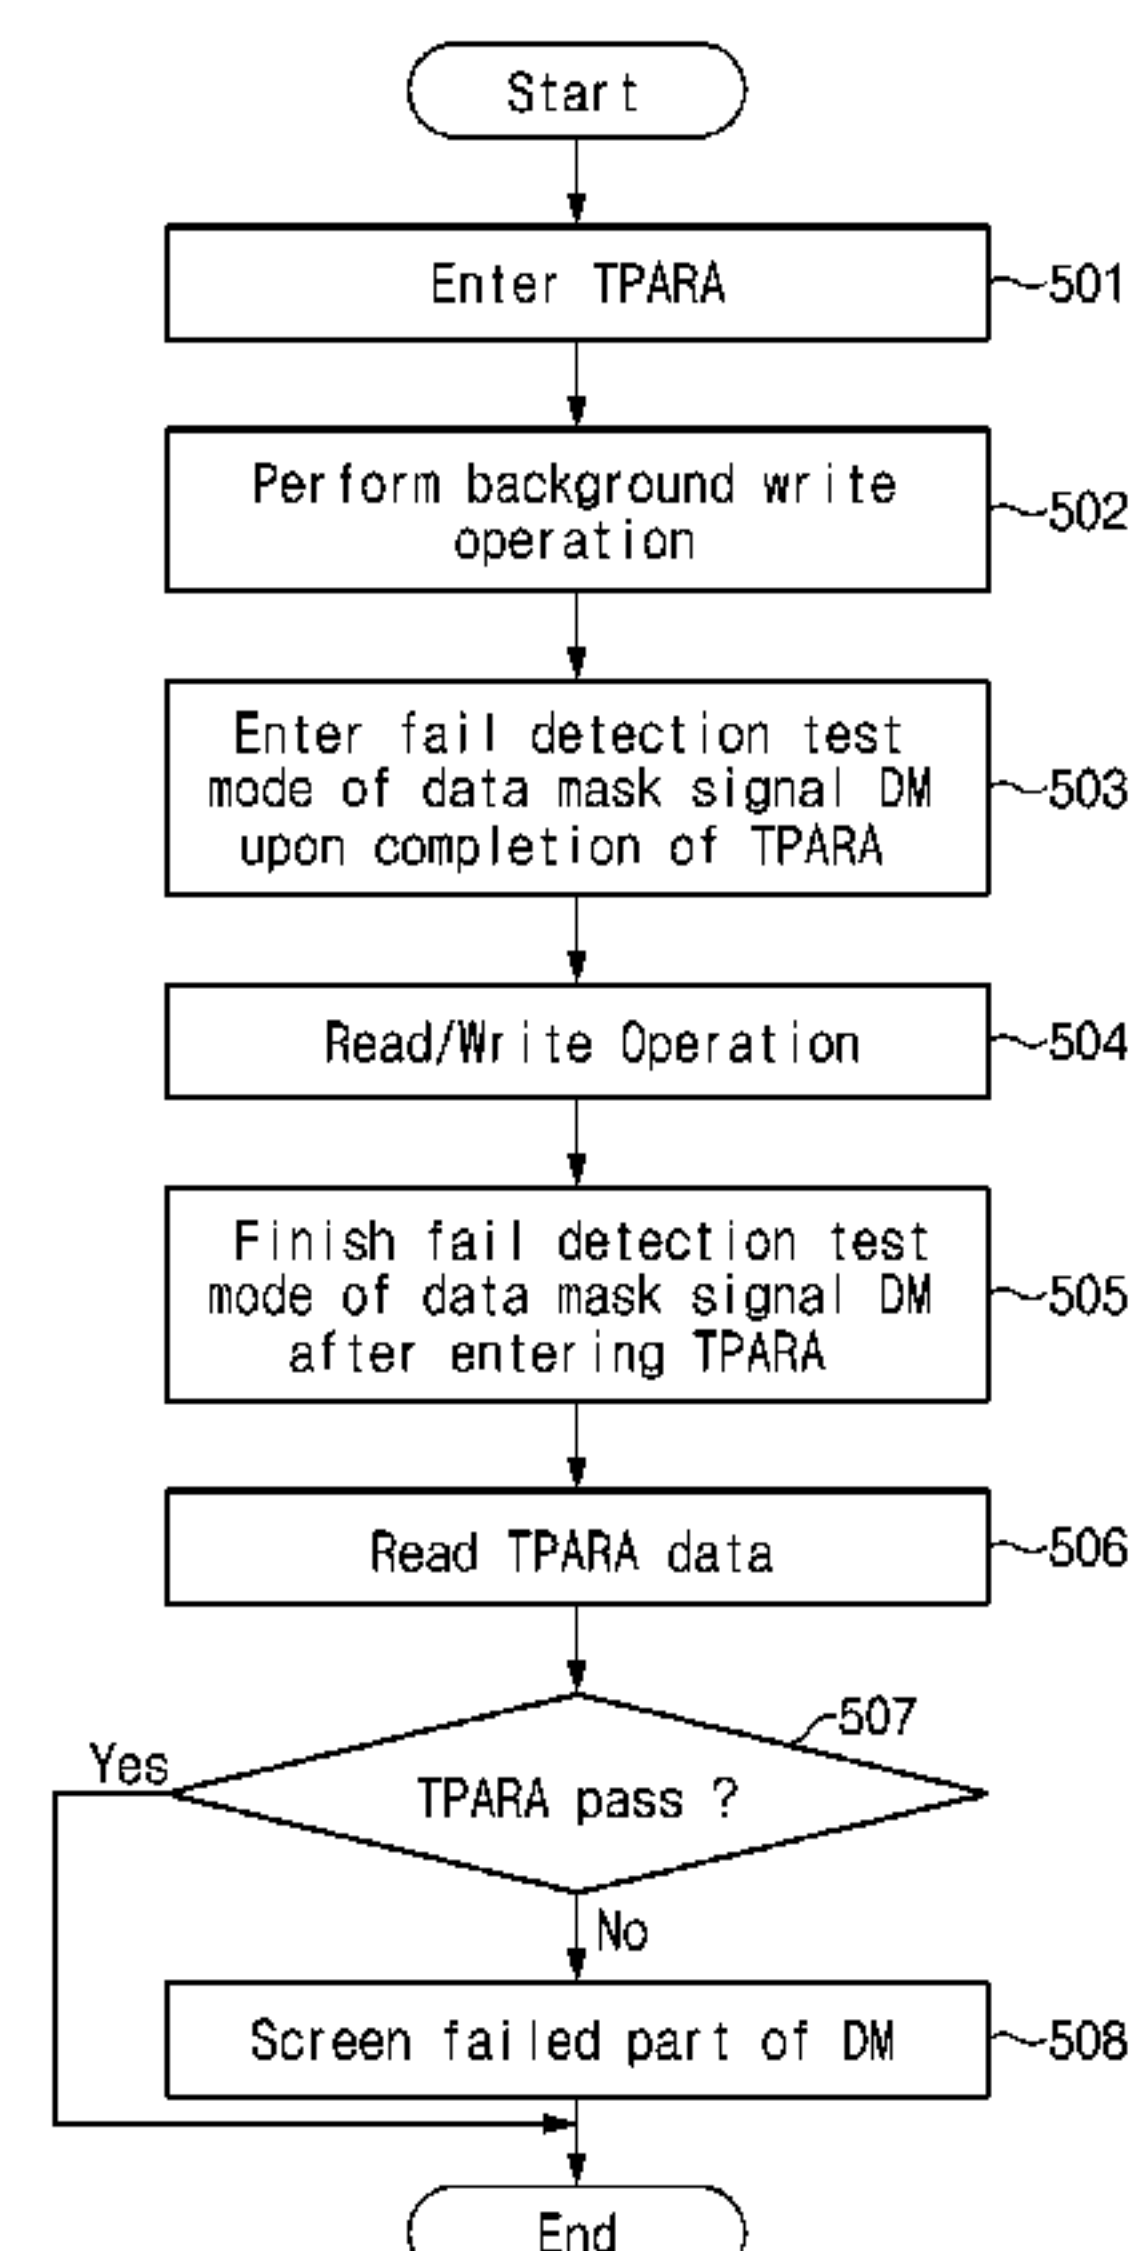 Start
Enter TPARA
501
Perform background write
operation
502
Enter fail detection test
mode of data mask signal DM
upon completion of TPARA
503
Read/Write Operation
504
Finish fail detection test
mode of data mask signal DM
after entering TPARA
505
Read TPARA data
506
507
Yes
TPARA pass ?
No
Screen failed part of DM
508
End